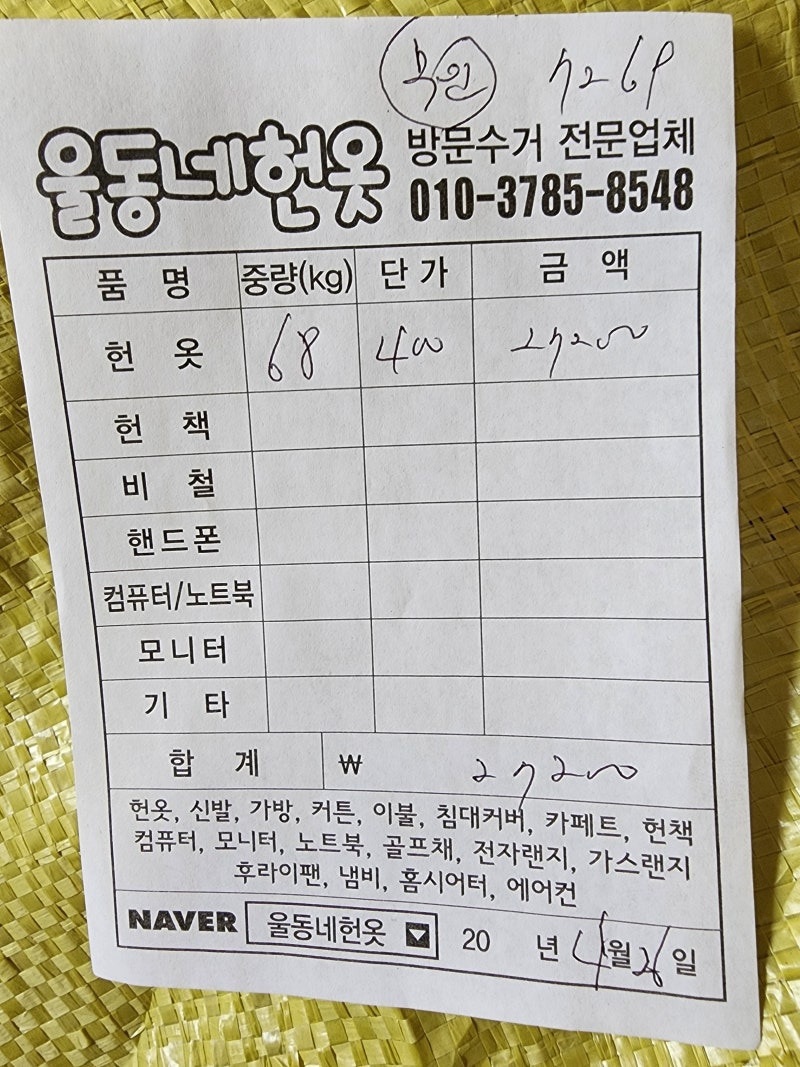 7269
울동네헌옷
방문수거 전문업체
010-3785-8548
품 명 중량(kg) 단 가 금 액
헌 옷 68 400 27200
헌 책
비 철
핸드폰
컴퓨터/노트북
모니터
기 타
합 계 ₩ 27200
헌옷, 신발, 가방, 커튼, 이불, 침대커버, 카페트, 헌책
컴퓨터, 모니터, 노트북, 골프채, 전자랜지, 가스랜지
후라이팬, 냄비, 홈시어터, 에어컨
NAVER 울동네헌옷 20 년 4월 26일